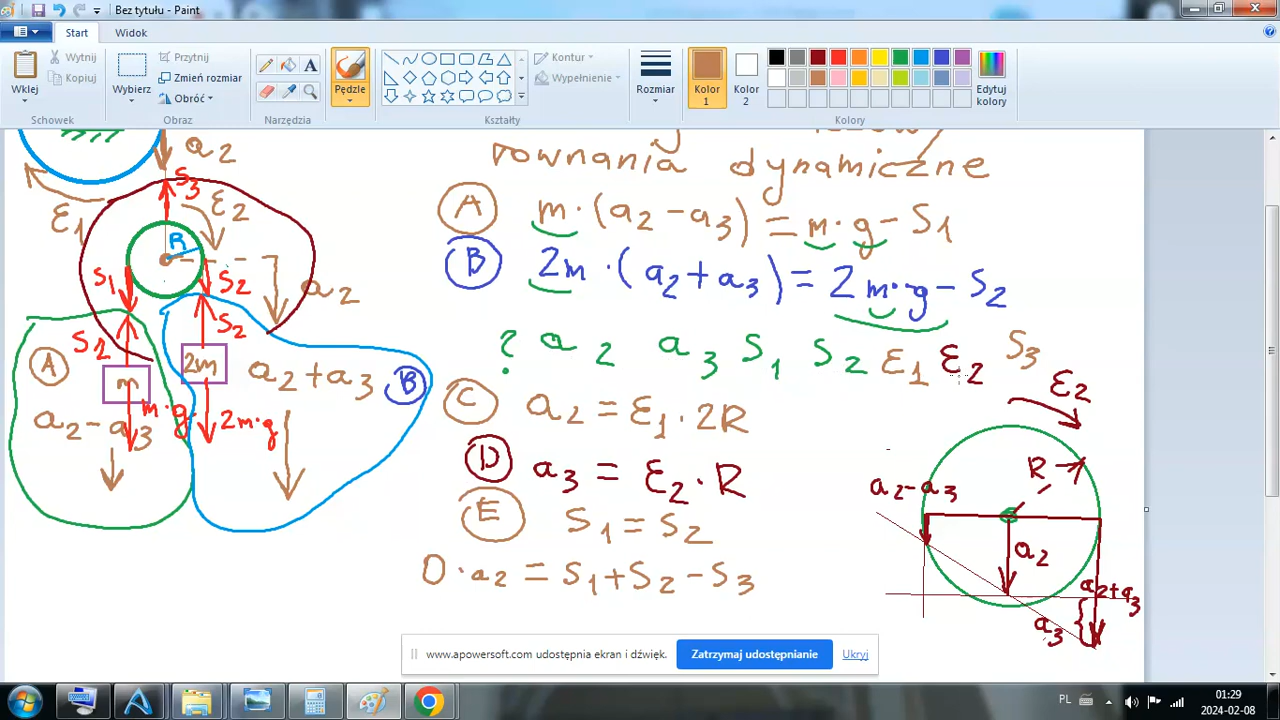 Bez tytułu - Paint
Start Widok
Wklej
Wytnij
Kopiuj
Schowek
Wybierz
Przytnij
Zmień rozmiar
Obróć
Obraz
Pędzle
Narzędzia
Kontur
Wypełnienie
Kształty
Rozmiar
Kolor 1
Kolor 2
Edytuj kolory
Kolory
rownania dynamiczne
A m·(a2-a3)=m·g-S1
B 2m·(a2+a3)=2m·g-S2
? a2 a3 S1 S2 ε1 ε2 S3
C a2=ε1·2R
D a3=ε2·R
E S1=S2
0·a2=S1+S2-S3
a2
S3
ε1
ε2
R
S1
S2
a2
S1
S2
A
m
2m
a2+a3
B
a2-a3
m·g
2m·g
ε2
R
a2-a3
a2
a2+a3
a3
www.apowersoft.com udostępnia ekran i dźwięk.
Zatrzymaj udostępnianie
Ukryj
PL
01:29
2024-02-08